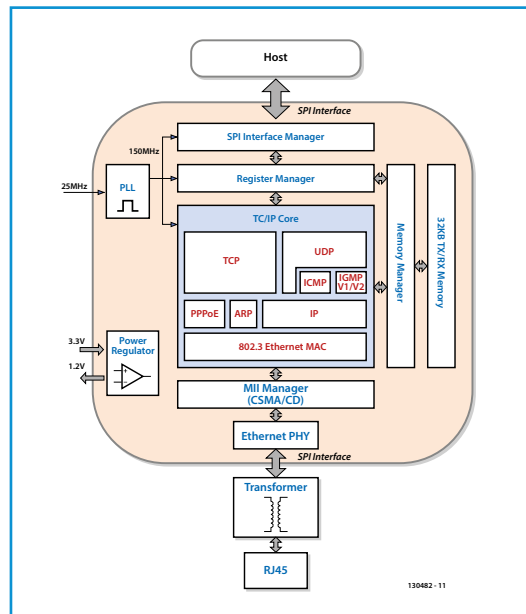 Host
SPI Interface
SPI Interface Manager
150MHz
Register Manager
25MHz
PLL
TC/IP Core
TCP
UDP
ICMP
IGMP
V1/V2
PPPoE
ARP
IP
802.3 Ethernet MAC
Memory Manager
32KB TX/RX Memory
3.3V
1.2V
Power
Regulator
MII Manager
(CSMA/CD)
Ethernet PHY
SPI Interface
Transformer
RJ45
130482 - 11